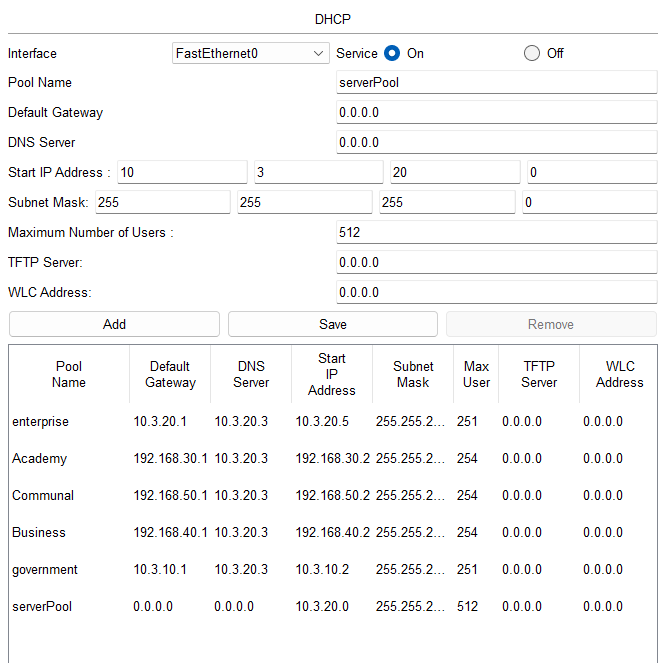 DHCP
Interface FastEthernet0 Service On Off
Pool Name serverPool
Default Gateway 0.0.0.0
DNS Server 0.0.0.0
Start IP Address : 10 3 20 0
Subnet Mask: 255 255 255 0
Maximum Number of Users : 512
TFTP Server: 0.0.0.0
WLC Address: 0.0.0.0
Add Save Remove
Pool Name Default Gateway DNS Server Start IP Address Subnet Mask Max User TFTP Server WLC Address
enterprise 10.3.20.1 10.3.20.3 10.3.20.5 255.255.2... 251 0.0.0.0 0.0.0.0
Academy 192.168.30.1 10.3.20.3 192.168.30.2 255.255.2... 254 0.0.0.0 0.0.0.0
Communal 192.168.50.1 10.3.20.3 192.168.50.2 255.255.2... 254 0.0.0.0 0.0.0.0
Business 192.168.40.1 10.3.20.3 192.168.40.2 255.255.2... 254 0.0.0.0 0.0.0.0
government 10.3.10.1 10.3.20.3 10.3.10.2 255.255.2... 251 0.0.0.0 0.0.0.0
serverPool 0.0.0.0 0.0.0.0 10.3.20.0 255.255.2... 512 0.0.0.0 0.0.0.0